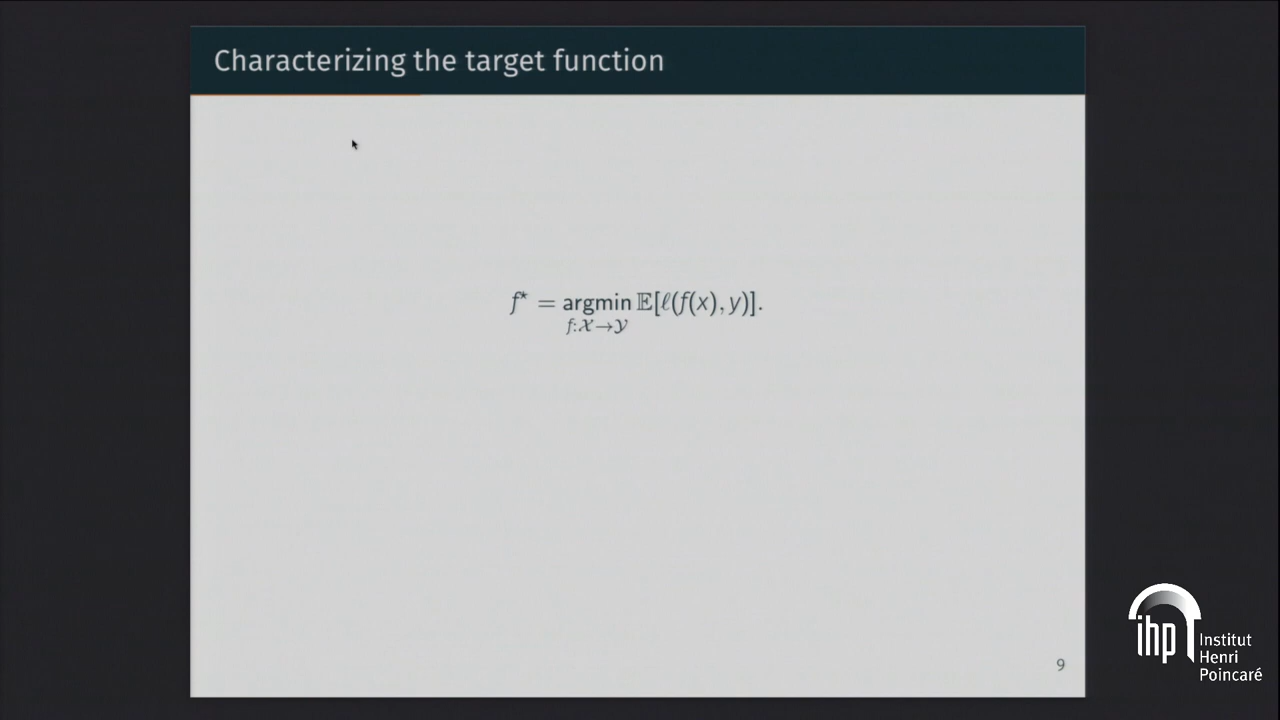 Characterizing the target function
f⋆ = argmin 𝔼[ℓ(f(x), y)].
f:𝒳→𝒴
9
ihp
Institut
Henri
Poincaré